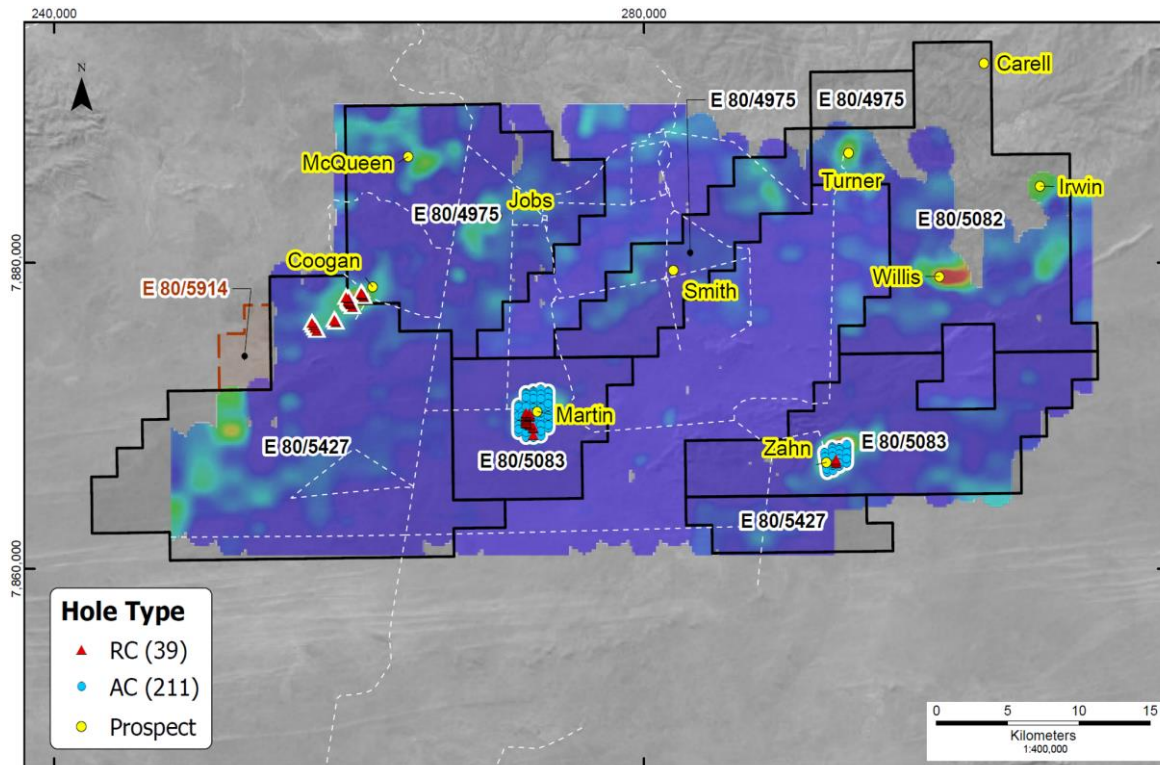 240,000
280,000
N
Carell
E 80/4975
E 80/4975
McQueen
Turner
Irwin
Jobs
E 80/4975
E 80/5082
7,880,000
Coogan
E 80/5914
Smith
Willis
Martin
E 80/5427
E 80/5083
Zahn
E 80/5083
E 80/5427
7,860,000
Hole Type
RC (39)
AC (211)
Prospect
0 5 10 15
Kilometers
1:400,000